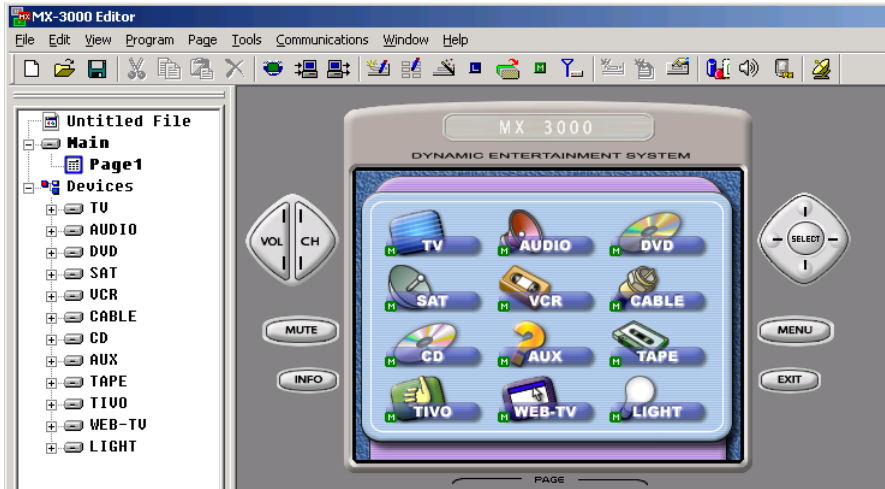 MX-3000 Editor
File Edit View Program Page Tools Communications Window Help
Untitled File
Main
Page1
Devices
TV
AUDIO
DVD
SAT
VCR
CABLE
CD
AUX
TAPE
TIVO
WEB-TV
LIGHT
MX 3000
DYNAMIC ENTERTAINMENT SYSTEM
VOL CH
MUTE
INFO
M TV M AUDIO M DVD
M SAT M VCR M CABLE
M CD M AUX M TAPE
M TIVO M WEB-TV M LIGHT
SELECT
MENU
EXIT
PAGE